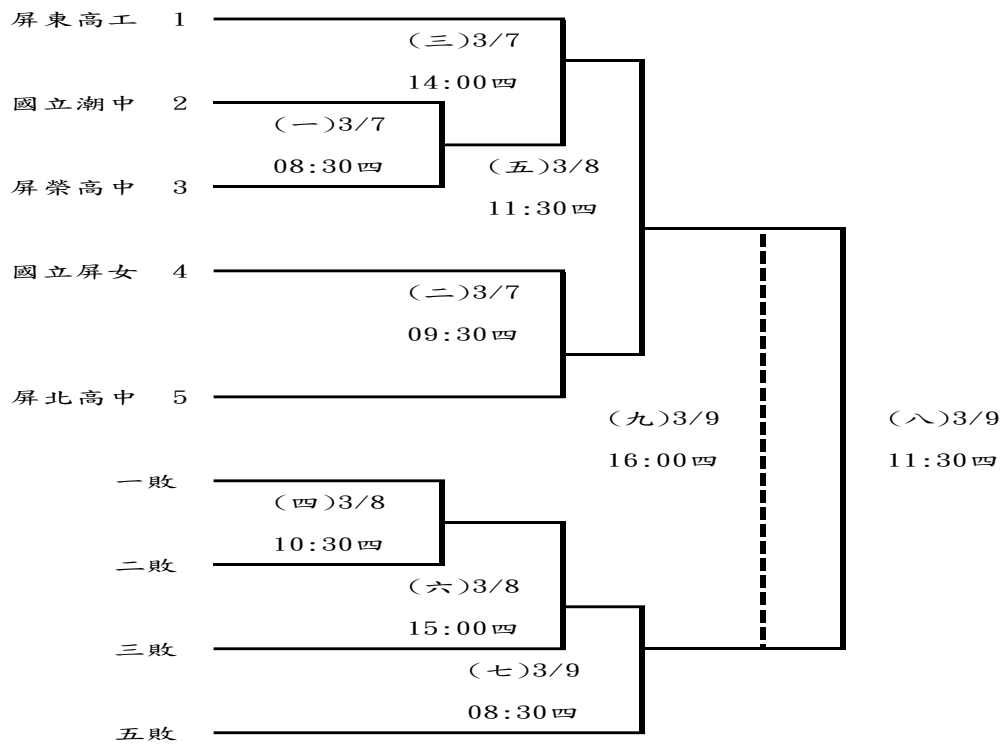 屏東高工 1
(三)3/7
14:00四
國立潮中 2
(一)3/7
08:30四
屏榮高中 3
(五)3/8
11:30四
國立屏女 4
(二)3/7
09:30四
屏北高中 5
(九)3/9
16:00四
(八)3/9
11:30四
一敗
(四)3/8
10:30四
二敗
(六)3/8
15:00四
三敗
(七)3/9
08:30四
五敗